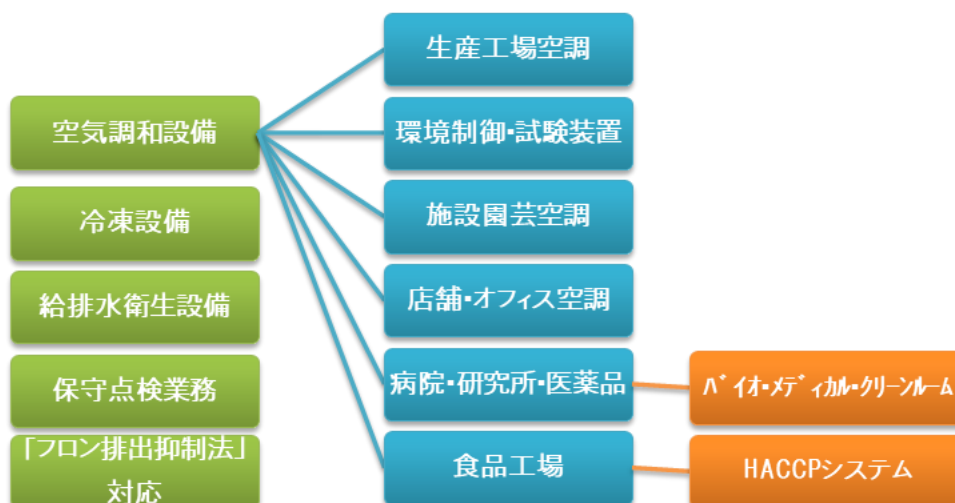 空気調和設備
冷凍設備
給排水衛生設備
保守点検業務
「フロン排出抑制法」
対応
生産工場空調
環境制御・試験装置
施設園芸空調
店舗・オフィス空調
病院・研究所・医薬品
食品工場
バイオ・メディカル・クリーンルーム
HACCPシステム